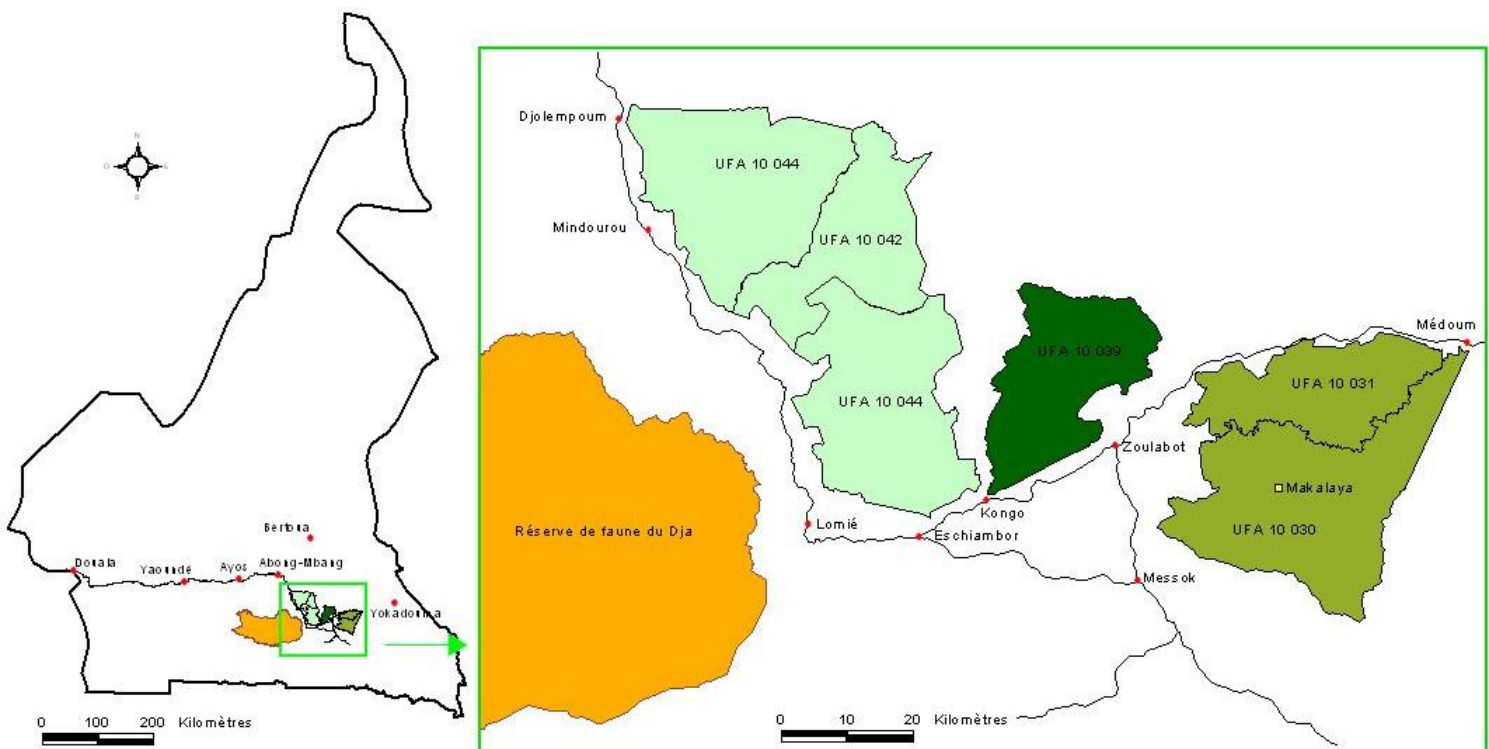 Bertoua
Douala
Yaoundé
Ayos
Abong-Mbang
Yokadouma
0 100 200 Kilomètres
Djolempoum
UFA 10 044
Mindourou
UFA 10 042
UFA 10 039
Médoum
UFA 10 031
UFA 10 044
Zoulabot
Makalaya
Kongo
Lomié
Réserve de faune du Dja
UFA 10 030
Eschiambor
Messok
0 10 20 Kilomètres